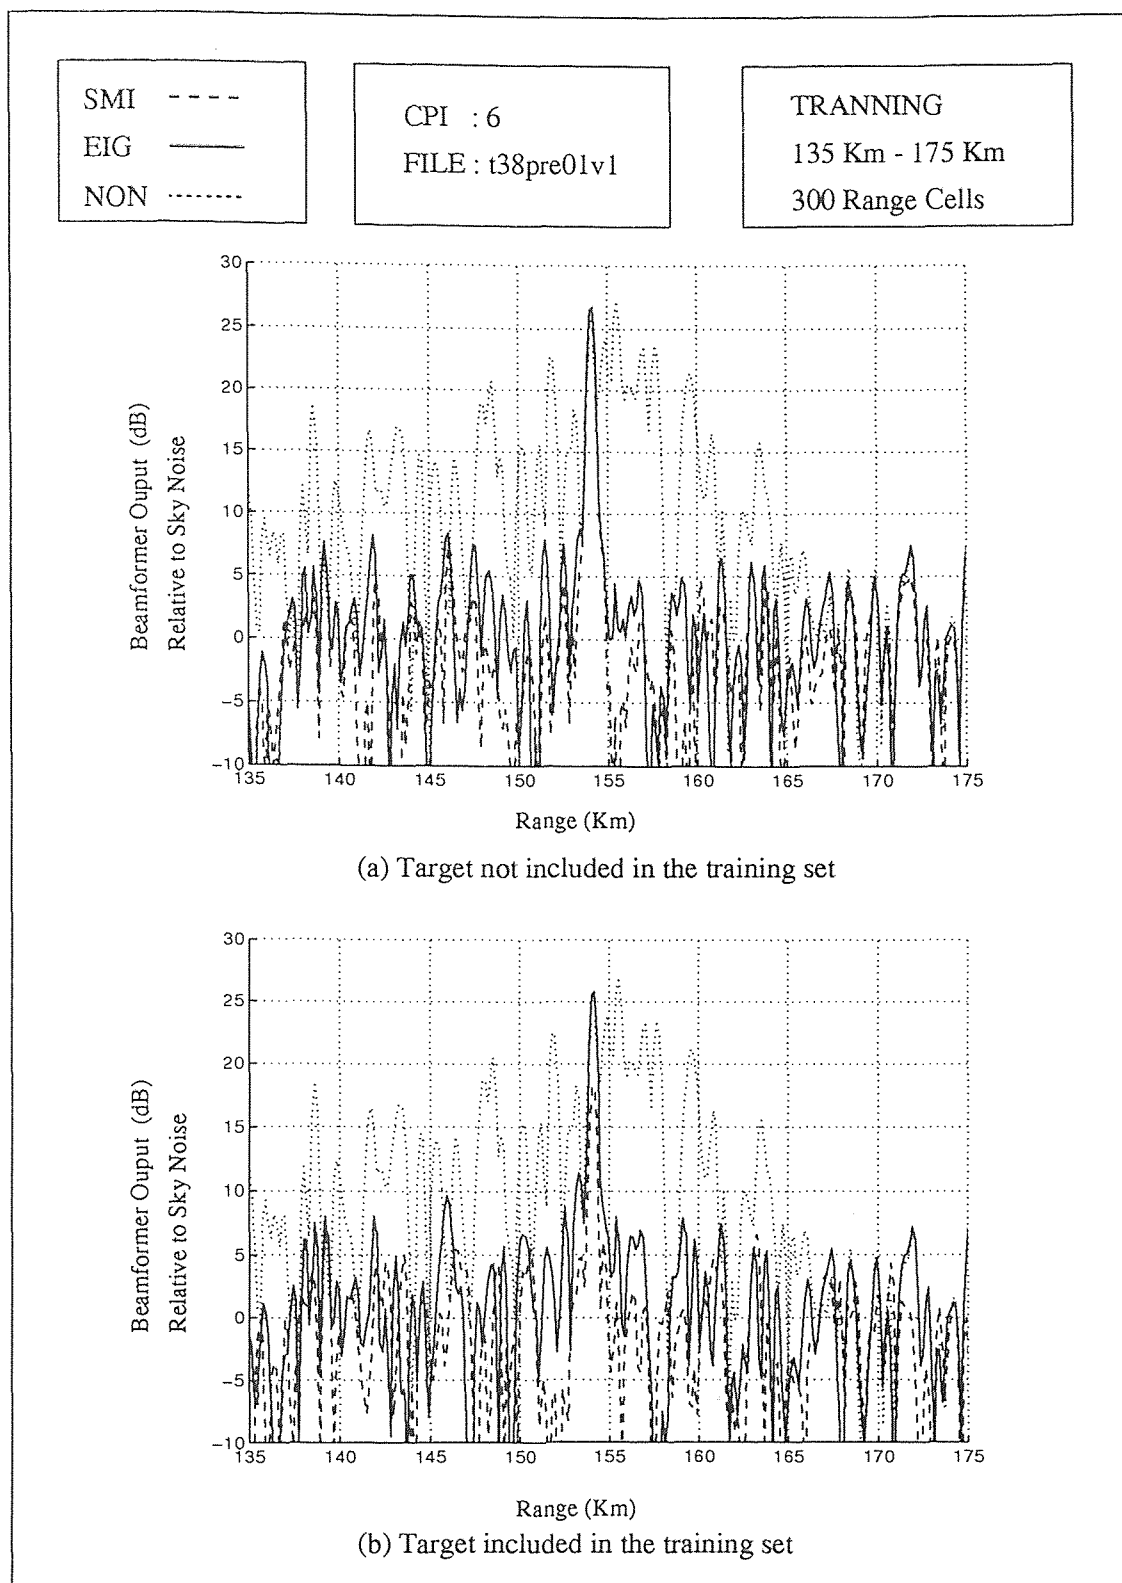 SMI
EIG
NON
CPI : 6
FILE : t38pre01v1
TRANNING
135 Km - 175 Km
300 Range Cells
30
25
20
15
10
5
0
−5
−10
135 140 145 150 155 160 165 170 175
Beamformer Ouput (dB)
Relative to Sky Noise
Range (Km)
(a) Target not included in the training set
30
25
20
15
10
5
0
−5
−10
135 140 145 150 155 160 165 170 175
Beamformer Ouput (dB)
Relative to Sky Noise
Range (Km)
(b) Target included in the training set